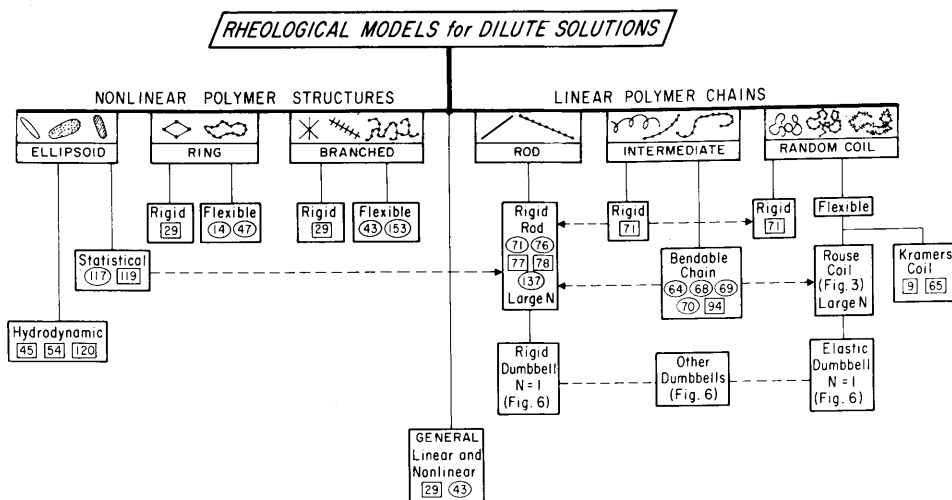 RHEOLOGICAL MODELS for DILUTE SOLUTIONS
NONLINEAR POLYMER STRUCTURES
LINEAR POLYMER CHAINS
ELLIPSOID
RING
BRANCHED
ROD
INTERMEDIATE
RANDOM COIL
Rigid
29
Flexible
14 47
Rigid
29
Flexible
43 153
Rigid
Rod
71 76
77 78
137
Large N
Rigid
71
Rigid
71
Flexible
Statistical
117 119
Bendable
Chain
64 68 69
70 94
Rouse
Coil
(Fig. 3)
Large N
Kramers
Coil
9 65
Hydrodynamic
45 54 120
Rigid
Dumbbell
N = 1
(Fig. 6)
Other
Dumbbells
(Fig. 6)
Elastic
Dumbbell
N = 1
(Fig. 6)
GENERAL
Linear and
Nonlinear
29 43